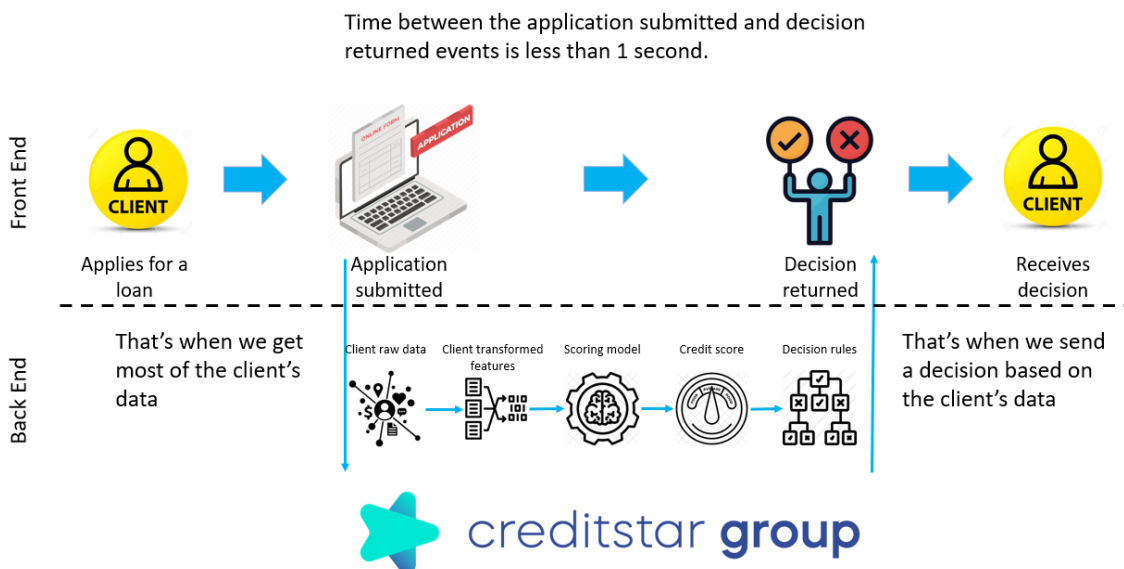 Time between the application submitted and decision
returned events is less than 1 second.
Front End
CLIENT
ONLINE FORM
APPLICATION
CLIENT
Applies for a
loan
Application
submitted
Decision
returned
Receives
decision
Back End
That’s when we get
most of the client’s
data
Client raw data
Client transformed
features
Scoring model
Credit score
Decision rules
That’s when we send
a decision based on
the client’s data
creditstar group